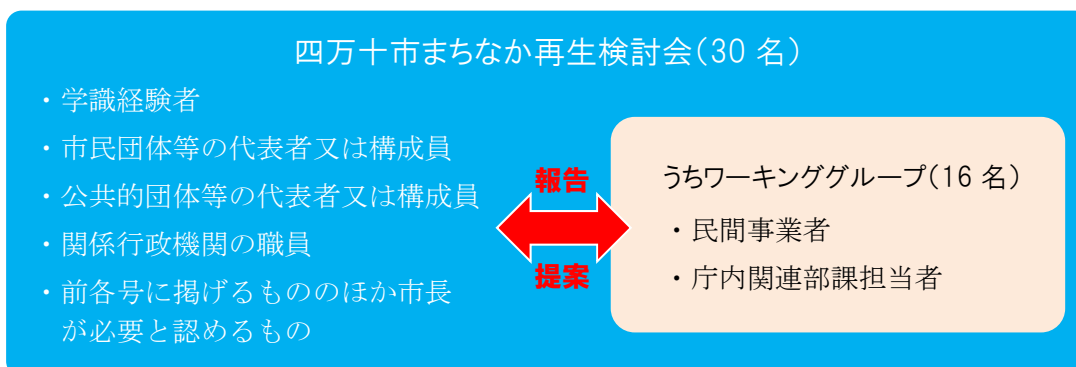 四万十市まちなか再生検討会（30 名）
・学識経験者
・市民団体等の代表者又は構成員
・公共的団体等の代表者又は構成員
・関係行政機関の職員
・前各号に掲げるもののほか市長
が必要と認めるもの
報告
提案
うちワーキンググループ（16 名）
・民間事業者
・庁内関連部課担当者